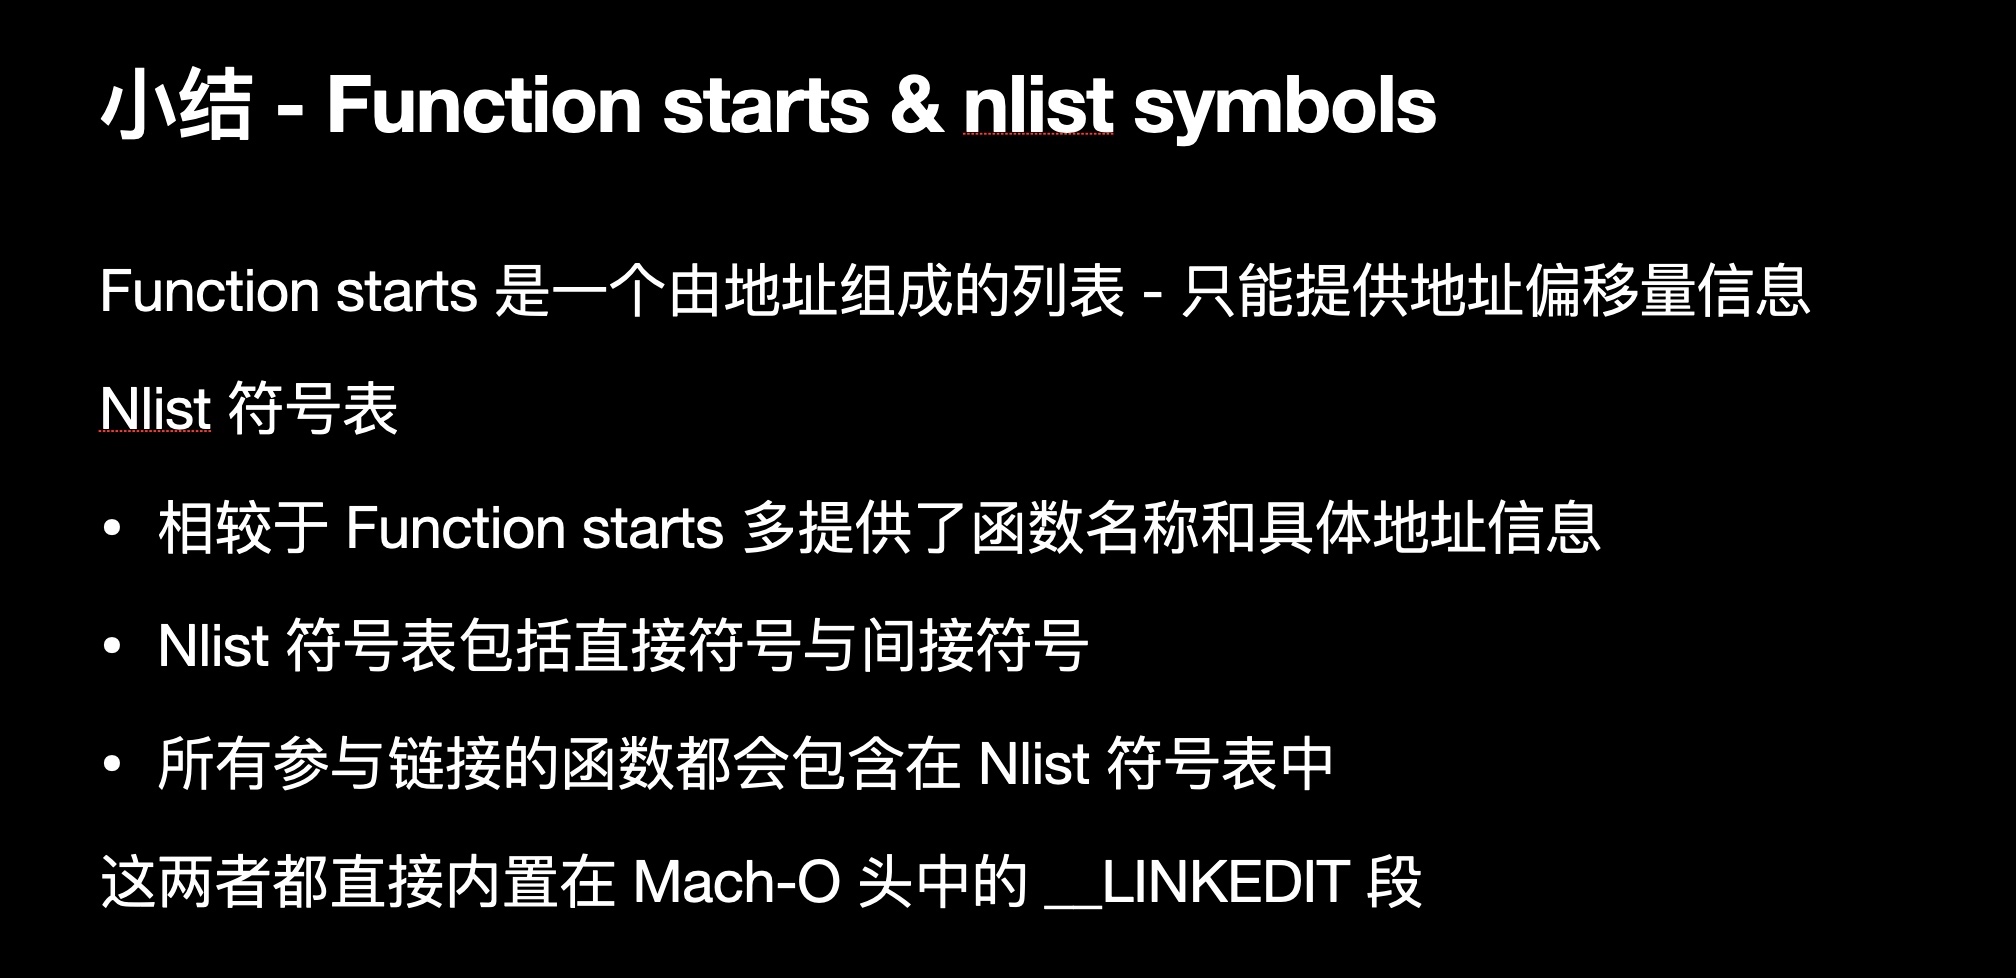 小结 - Function starts & nlist symbols
Function starts 是一个由地址组成的列表 - 只能提供地址偏移量信息
Nlist 符号表
• 相较于 Function starts 多提供了函数名称和具体地址信息
• Nlist 符号表包括直接符号与间接符号
• 所有参与链接的函数都会包含在 Nlist 符号表中
这两者都直接内置在 Mach-O 头中的 __LINKEDIT 段